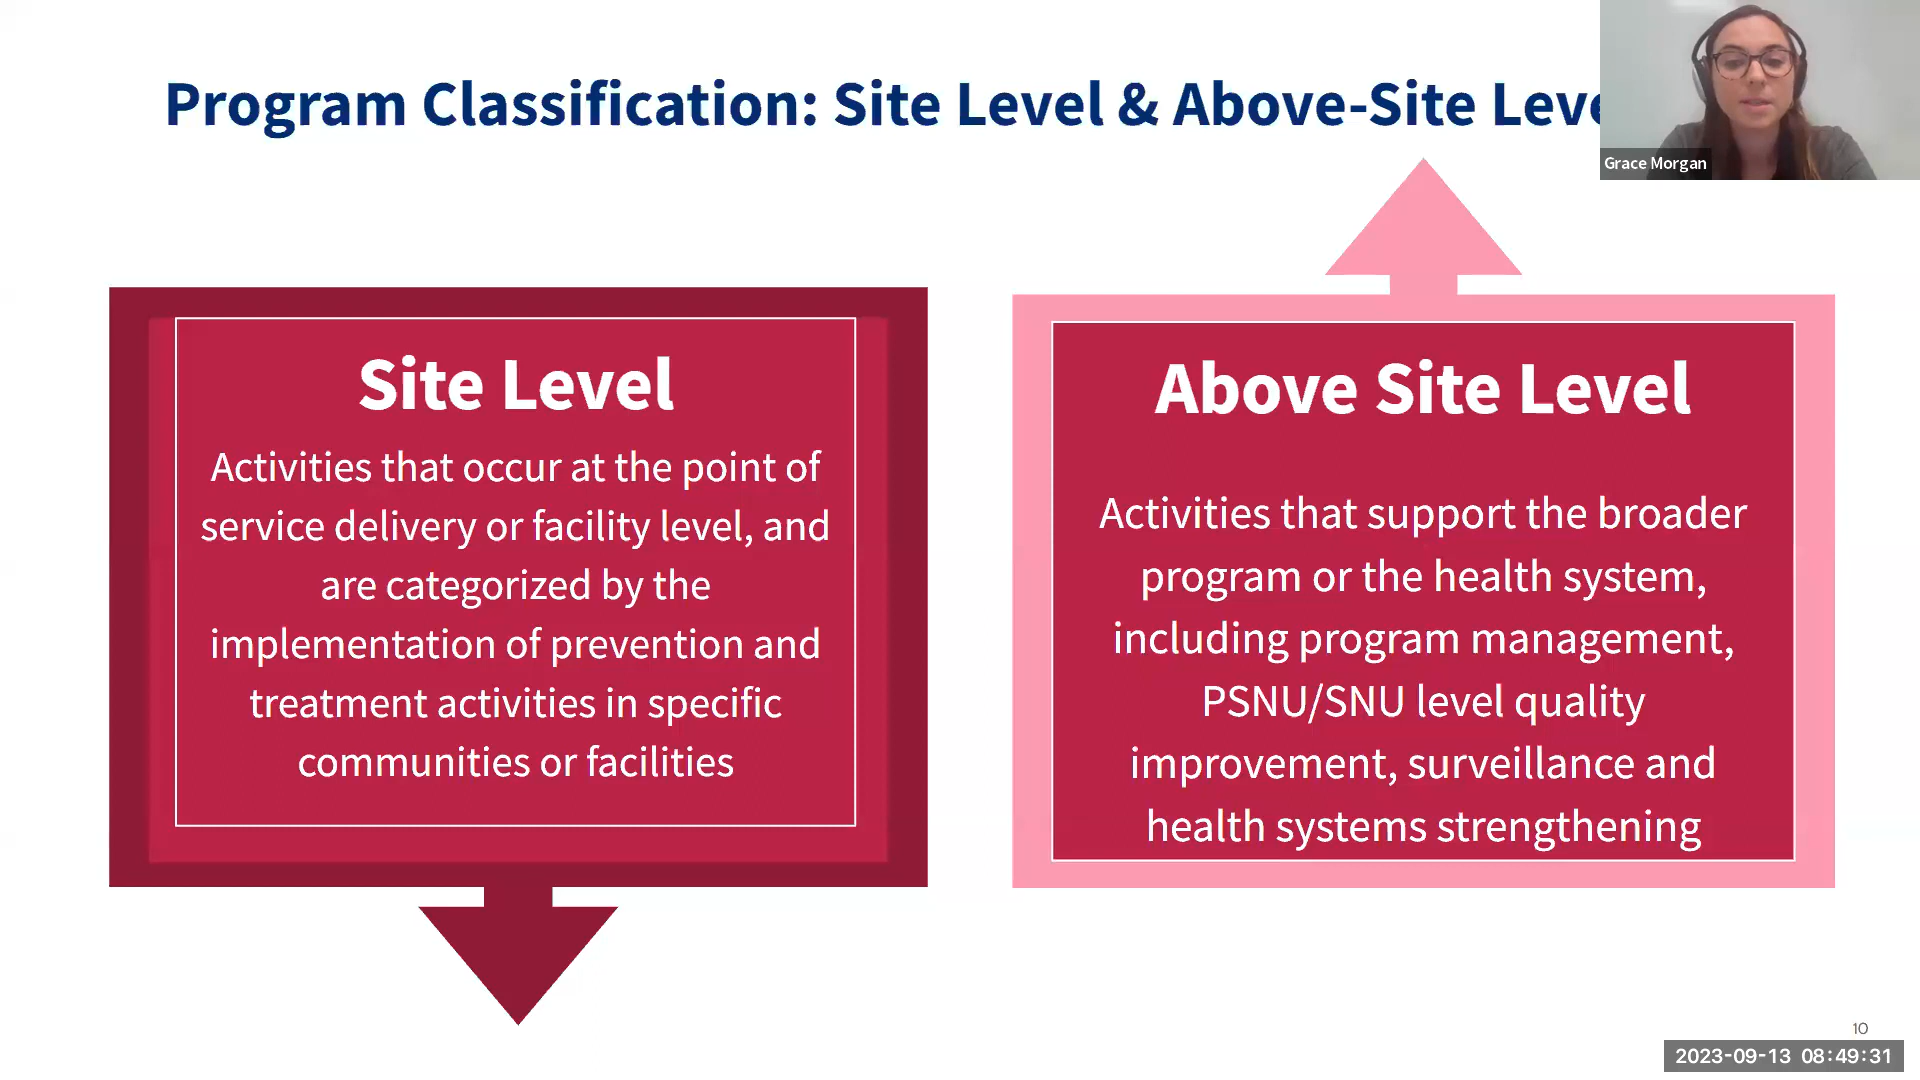 Program Classification: Site Level & Above-Site Leve
Grace Morgan
Site Level
Activities that occur at the point of
service delivery or facility level, and
are categorized by the
implementation of prevention and
treatment activities in specific
communities or facilities
Above Site Level
Activities that support the broader
program or the health system,
including program management,
PSNU/SNU level quality
improvement, surveillance and
health systems strengthening
10
2023-09-13 08:49:31